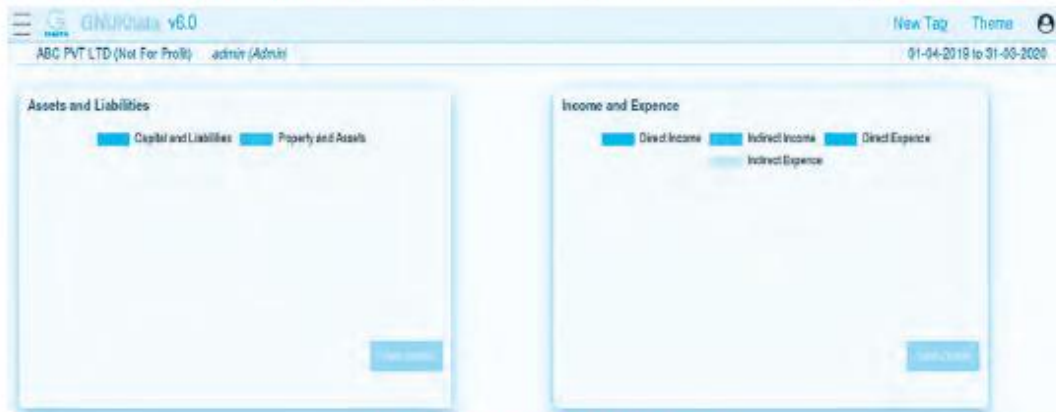 GNUKhata v6.0 New Tab Theme
ABC PVT LTD (Not For Profit) admin (Admin) 01-04-2019 to 31-03-2020
Assets and Liabilities
Capital and Liabilities Property and Assets
Income and Expence
Direct Income Indirect Income Direct Expence
Indirect Expence